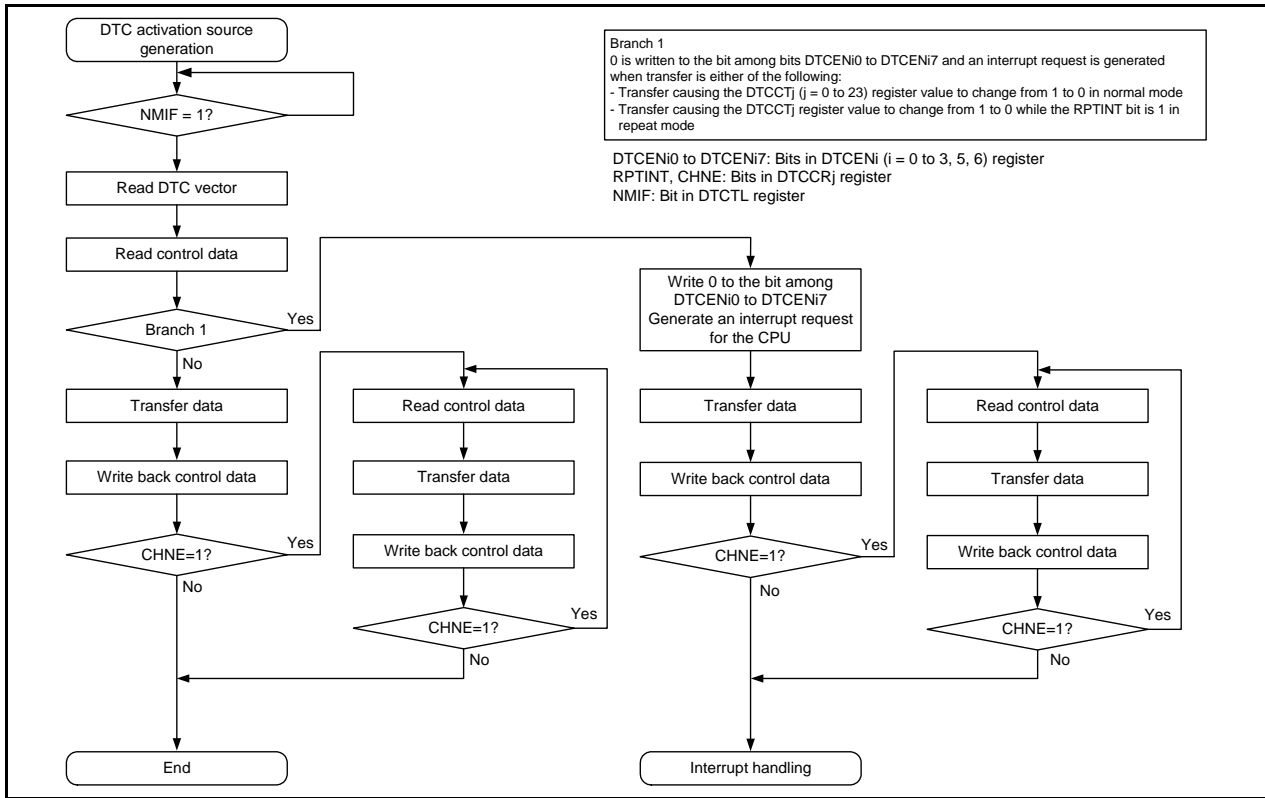 DTC activation source
generation
NMIF = 1?
Read DTC vector
Read control data
Branch 1
Yes
No
Transfer data
Write back control data
CHNE=1?
Yes
No
End
Read control data
Transfer data
Write back control data
CHNE=1?
Yes
No
Branch 1
0 is written to the bit among bits DTCENi0 to DTCENi7 and an interrupt request is generated
when transfer is either of the following:
- Transfer causing the DTCCTj (j = 0 to 23) register value to change from 1 to 0 in normal mode
- Transfer causing the DTCCTj register value to change from 1 to 0 while the RPTINT bit is 1 in
repeat mode
DTCENi0 to DTCENi7: Bits in DTCENi (i = 0 to 3, 5, 6) register
RPTINT, CHNE: Bits in DTCCRj register
NMIF: Bit in DTCTL register
Write 0 to the bit among
DTCENi0 to DTCENi7
Generate an interrupt request
for the CPU
Transfer data
Write back control data
CHNE=1?
Yes
No
Interrupt handling
Read control data
Transfer data
Write back control data
CHNE=1?
Yes
No